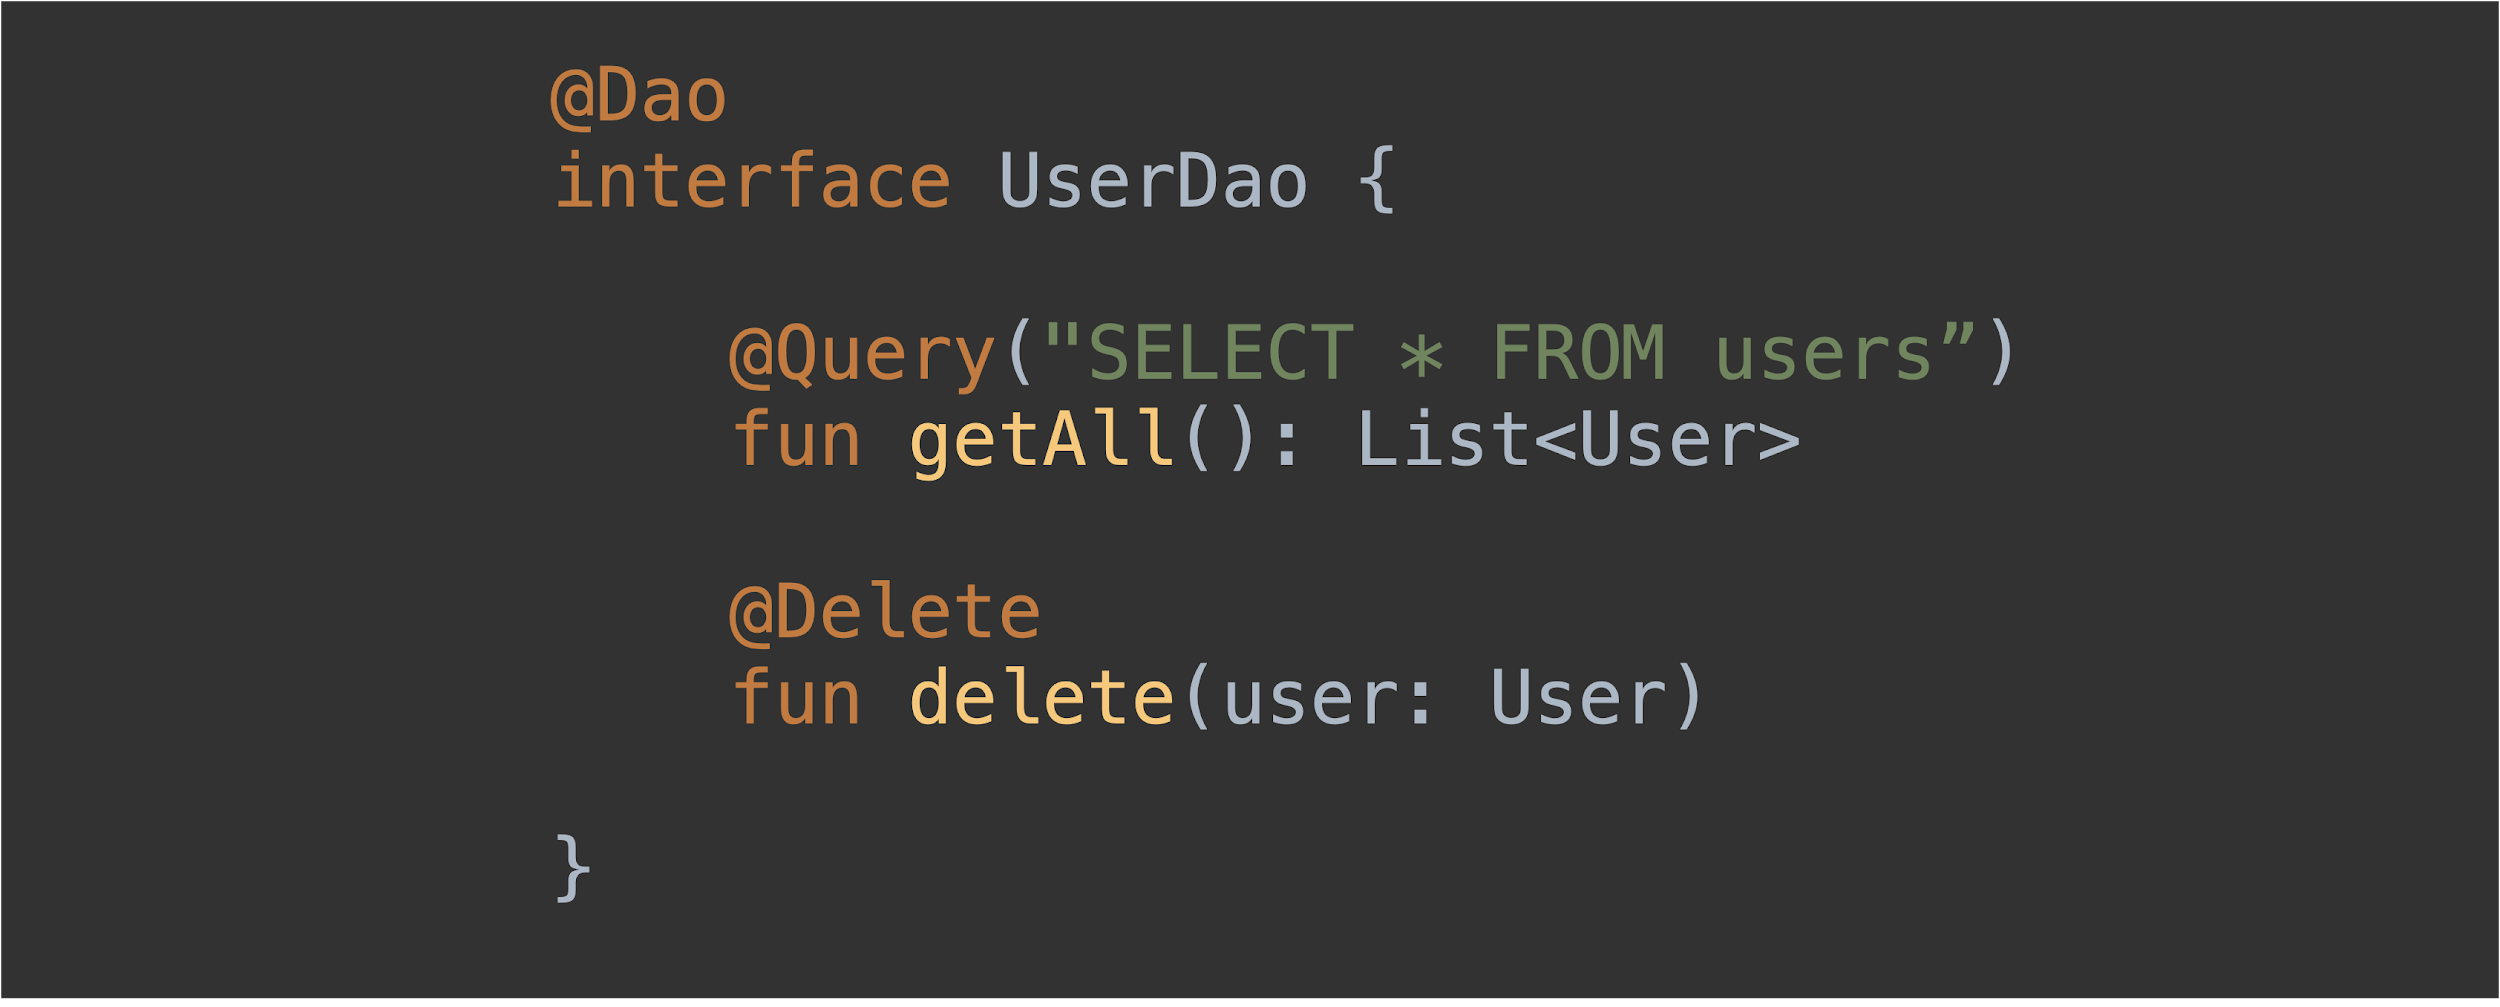 @Dao
interface UserDao {
@Query("SELECT * FROM users”)
fun getAll(): List<User>
@Delete
fun delete(user: User)
}